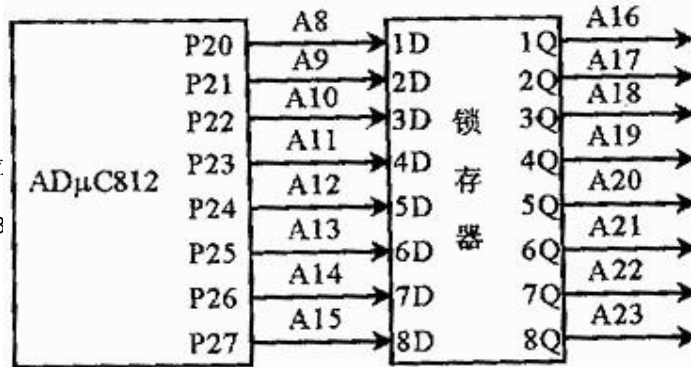 A8 A16
P20 1D 1Q
A9 A17
P21 2D 2Q
A10 A18
P22 3D 锁 3Q
A11 A19
P23 4D 4Q
ADμC812 存
A12 A20
P24 5D 5Q
A13 器 A21
P25 6D 6Q
A14 A22
P26 7D 7Q
A15 A23
P27 8D 8Q